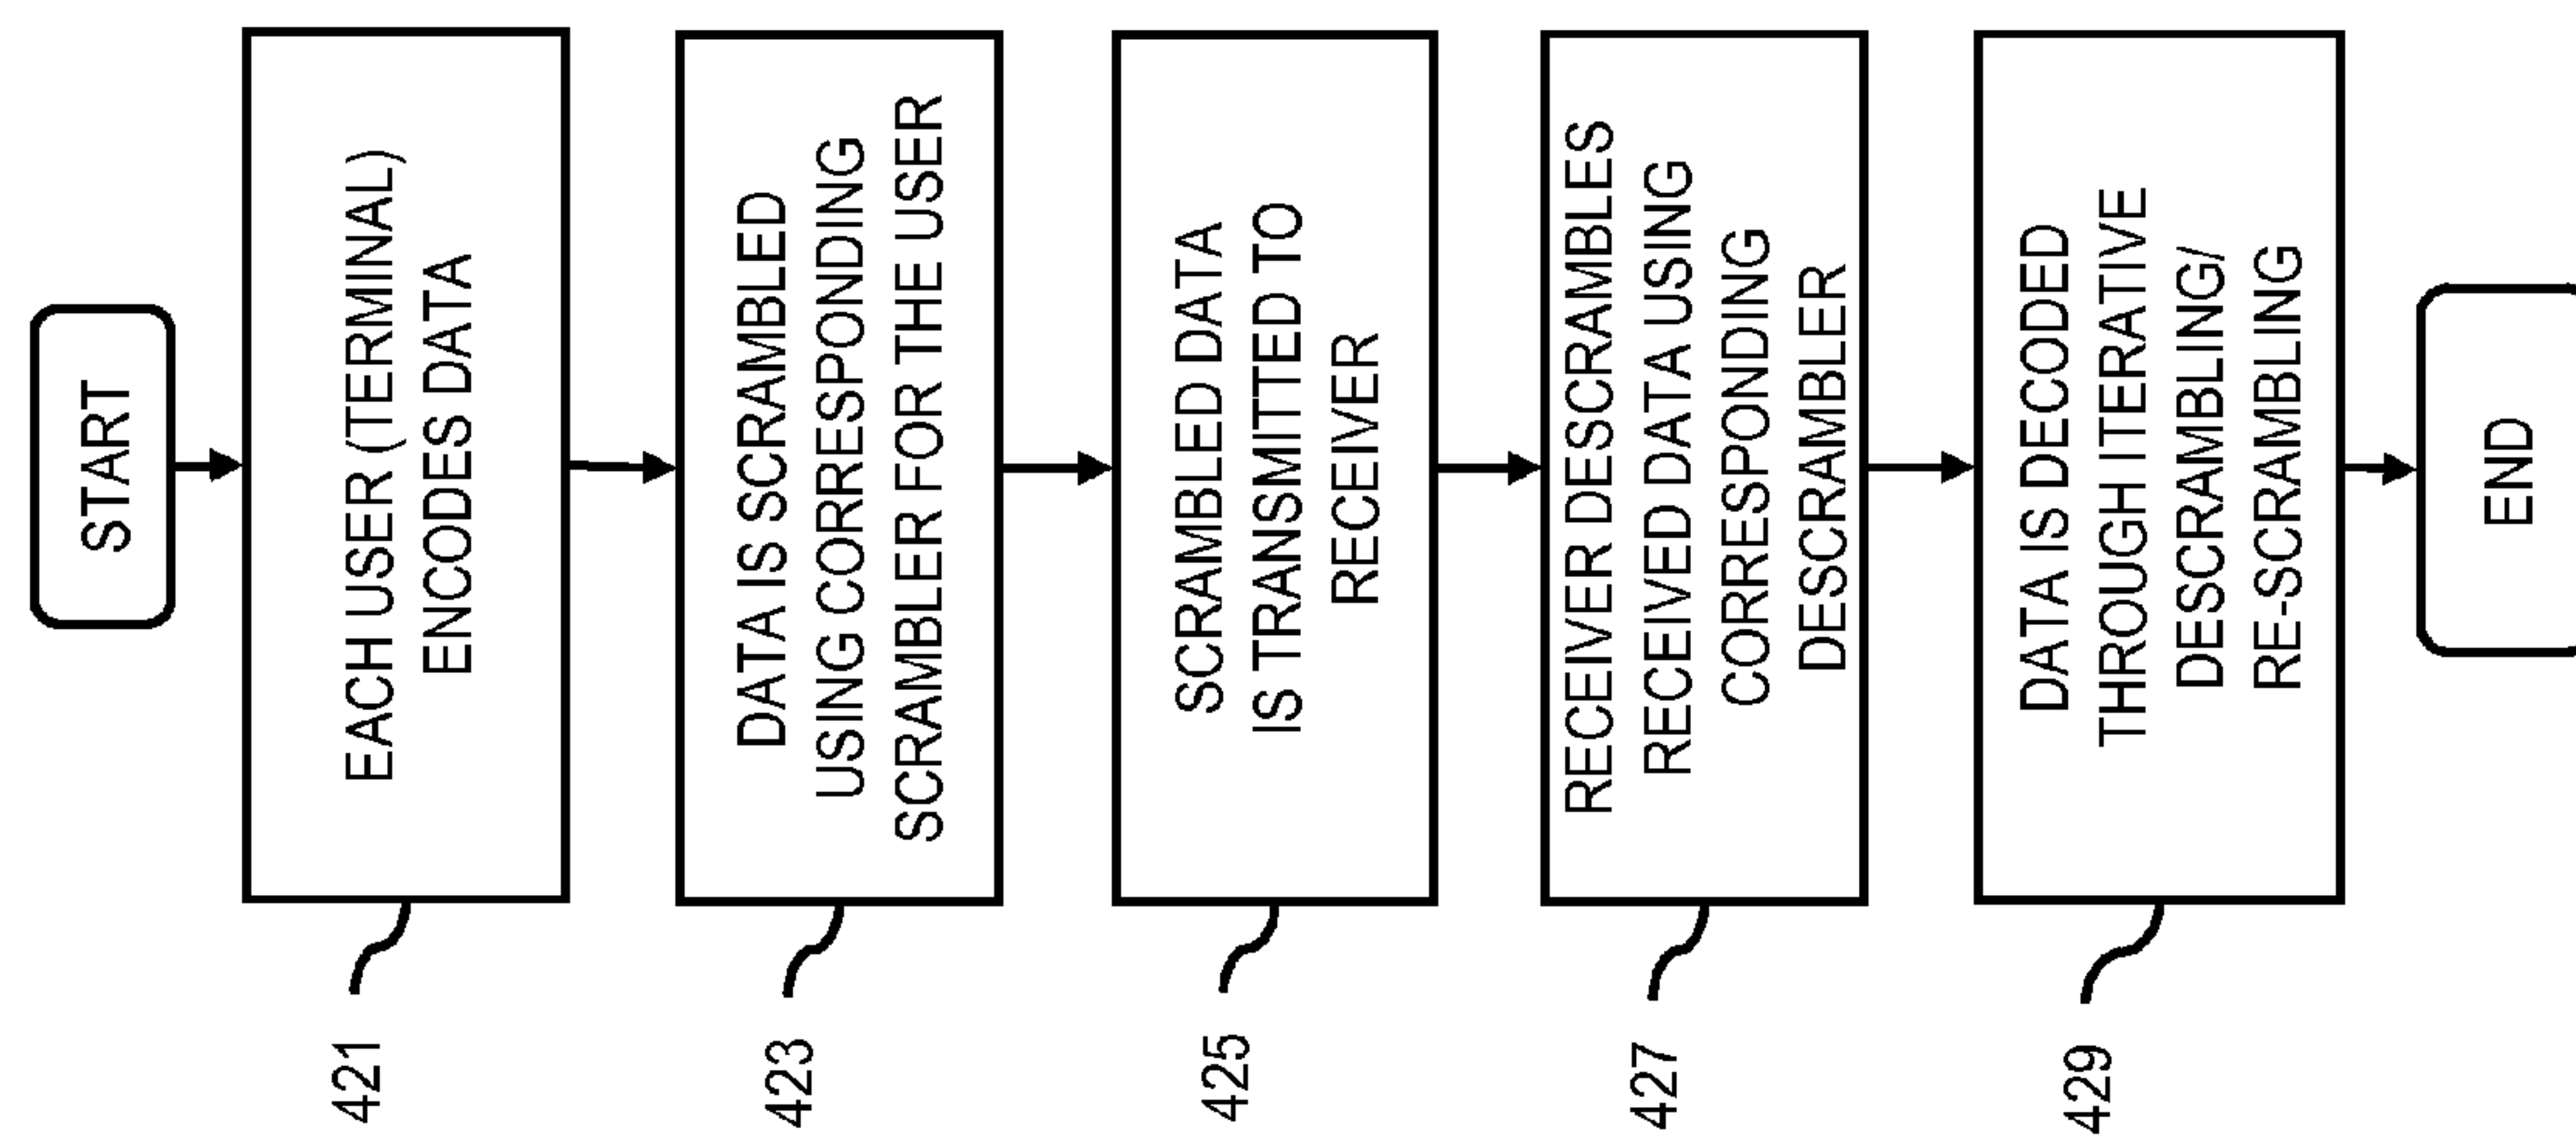 START
EACH USER (TERMINAL)
ENCODES DATA
421
DATA IS SCRAMBLED
USING CORRESPONDING
SCRAMBLER FOR THE USER
423
SCRAMBLED DATA
IS TRANSMITTED TO
RECEIVER
425
RECEIVER DESCRAMBLES
RECEIVED DATA USING
CORRESPONDING
DESCRAMBLER
427
DATA IS DECODED
THROUGH ITERATIVE
DESCRAMBLING/
RE-SCRAMBLING
429
END